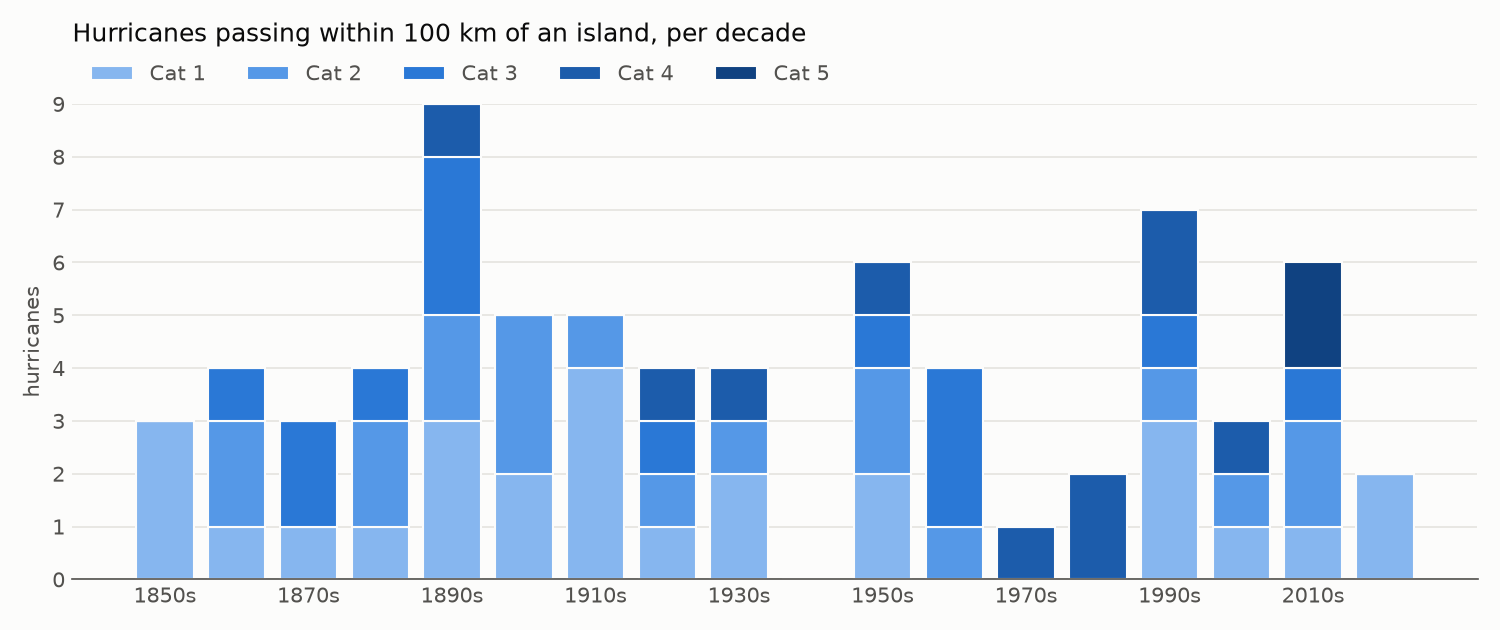 Hurricanes passing within 100 km of an island, per decade
Cat 1 Cat 2 Cat 3 Cat 4 Cat 5
hurricanes
9
8
7
6
5
4
3
2
1
0
1850s 1870s 1890s 1910s 1930s 1950s 1970s 1990s 2010s